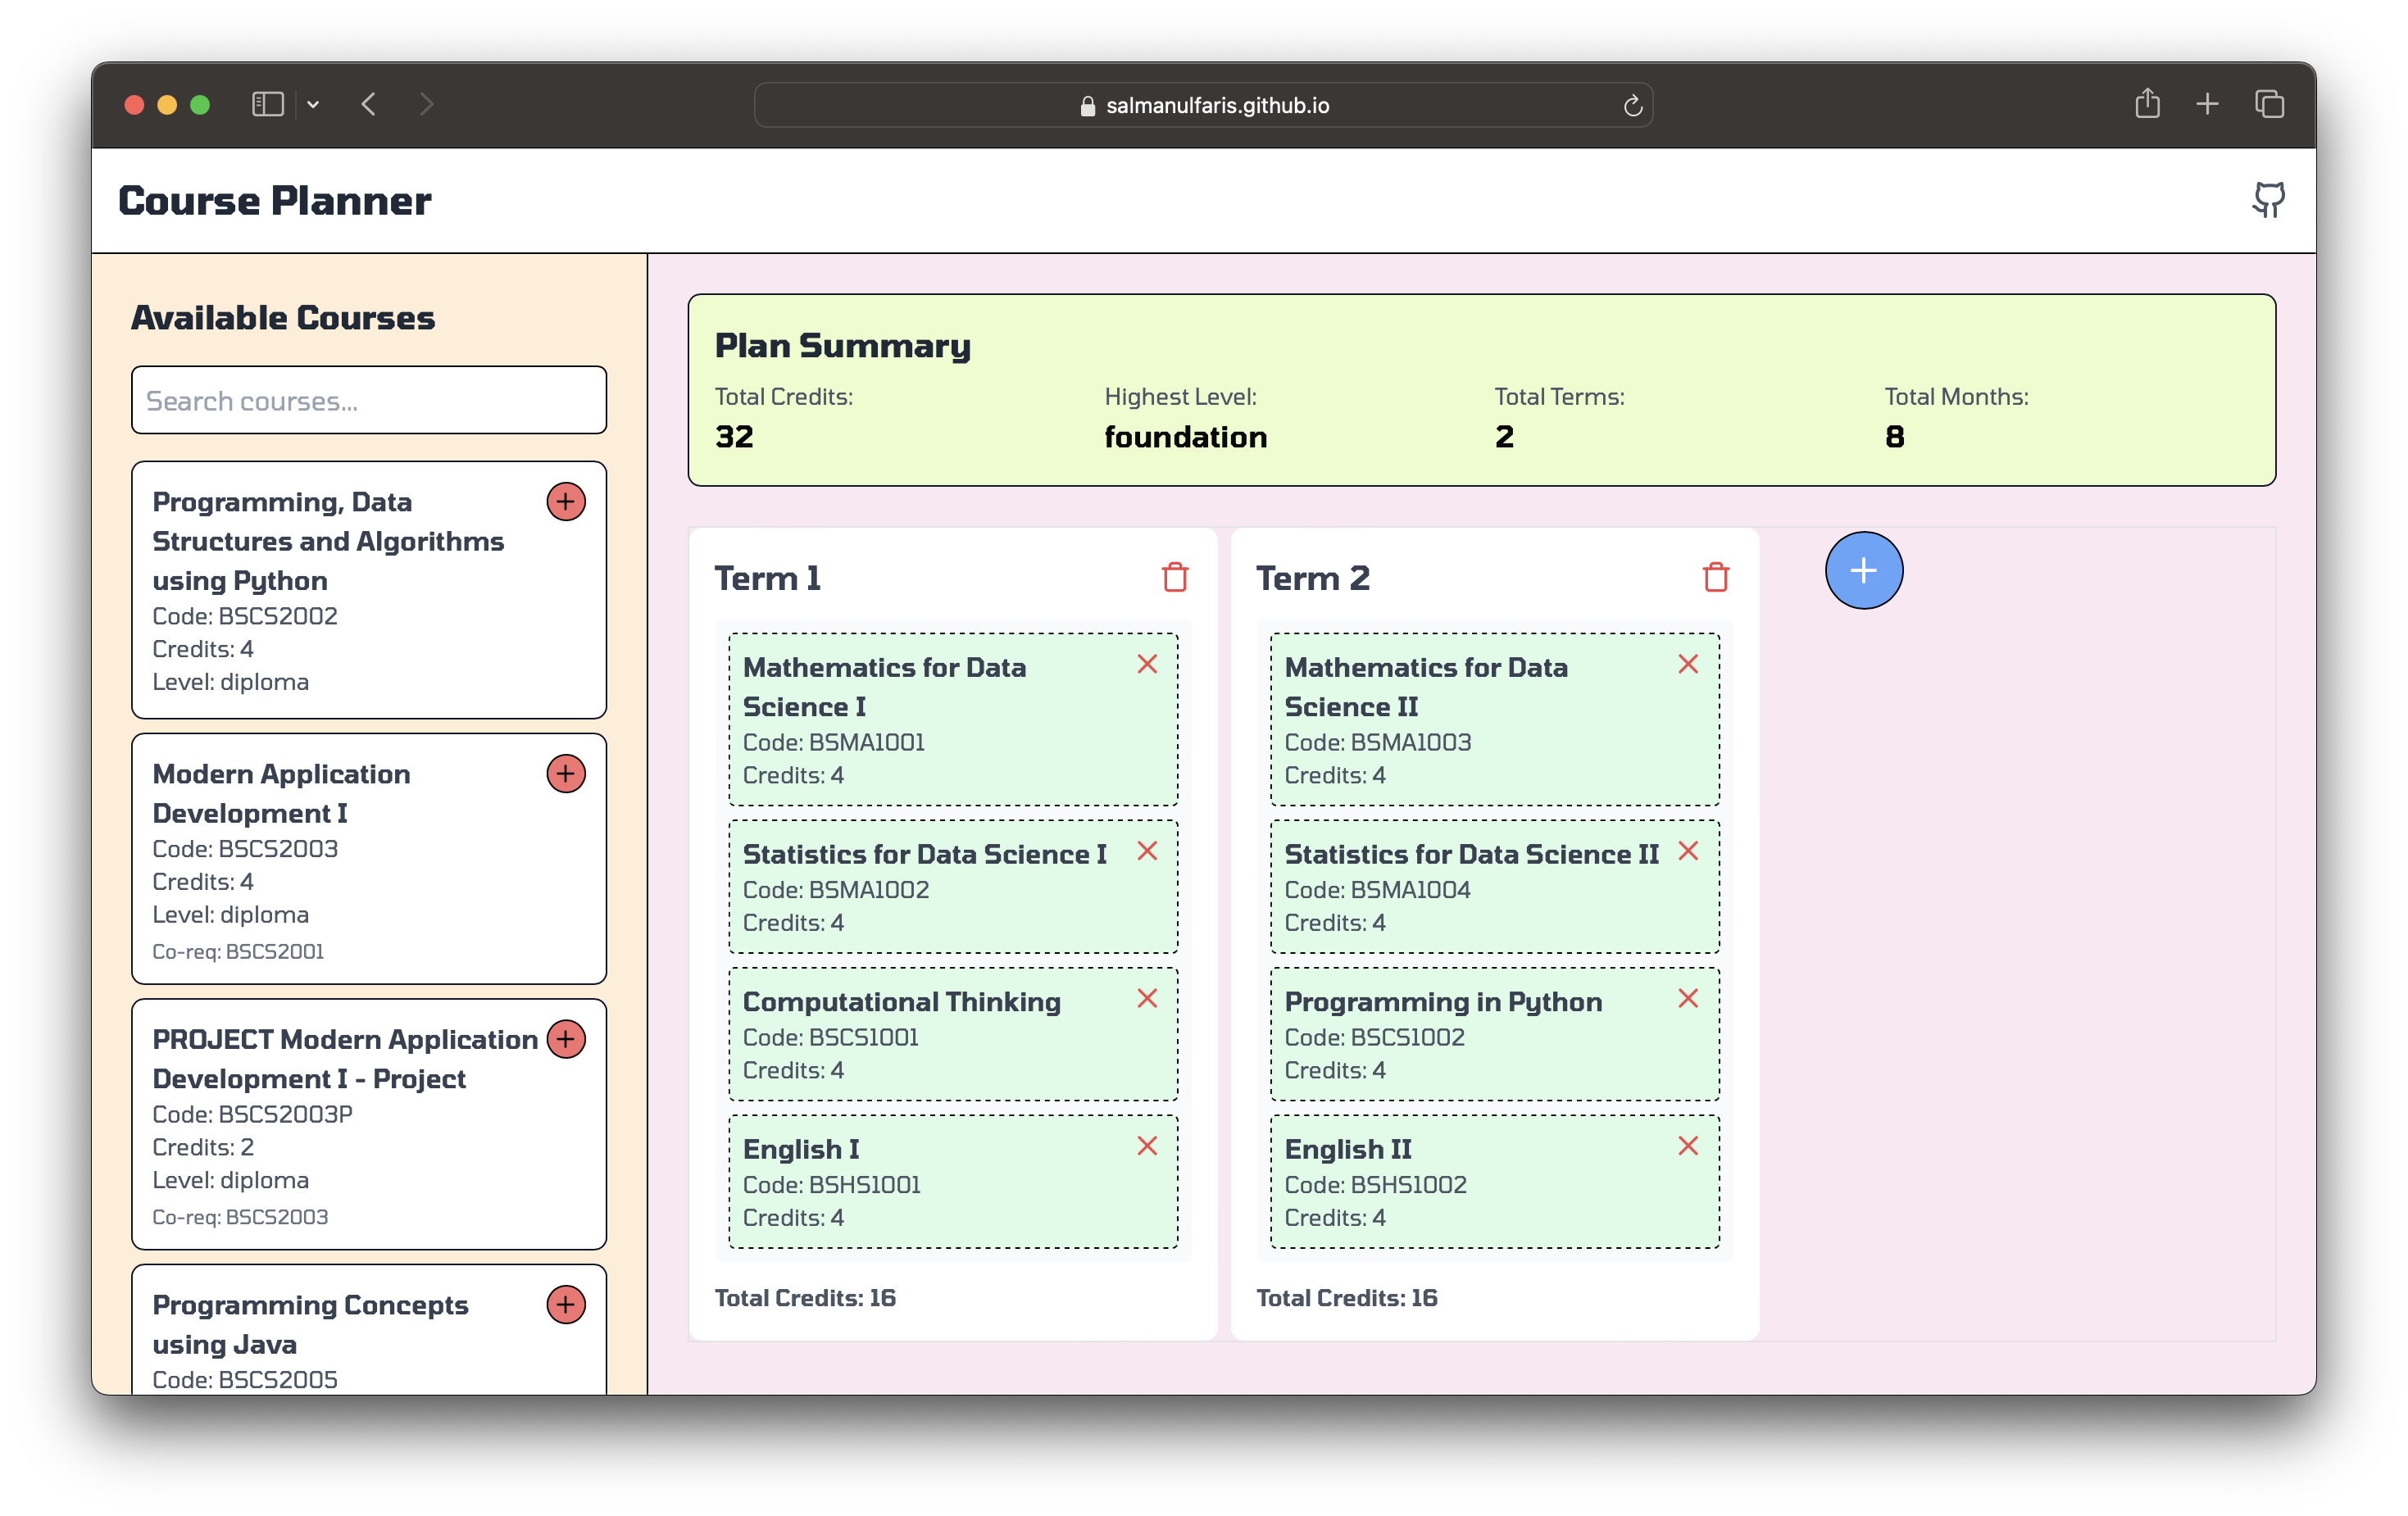 salmanulfaris.github.io
Course Planner
Available Courses
Search courses...
Programming, Data
Structures and Algorithms
using Python
Code: BSCS2002
Credits: 4
Level: diploma
Modern Application
Development I
Code: BSCS2003
Credits: 4
Level: diploma
Co-req: BSCS2001
PROJECT Modern Application
Development I - Project
Code: BSCS2003P
Credits: 2
Level: diploma
Co-req: BSCS2003
Programming Concepts
using Java
Code: BSCS2005
Plan Summary
Total Credits:
32
Highest Level:
foundation
Total Terms:
2
Total Months:
8
Term 1
Mathematics for Data
Science I
Code: BSMA1001
Credits: 4
Statistics for Data Science I
Code: BSMA1002
Credits: 4
Computational Thinking
Code: BSCS1001
Credits: 4
English I
Code: BSHS1001
Credits: 4
Total Credits: 16
Term 2
Mathematics for Data
Science II
Code: BSMA1003
Credits: 4
Statistics for Data Science II
Code: BSMA1004
Credits: 4
Programming in Python
Code: BSCS1002
Credits: 4
English II
Code: BSHS1002
Credits: 4
Total Credits: 16